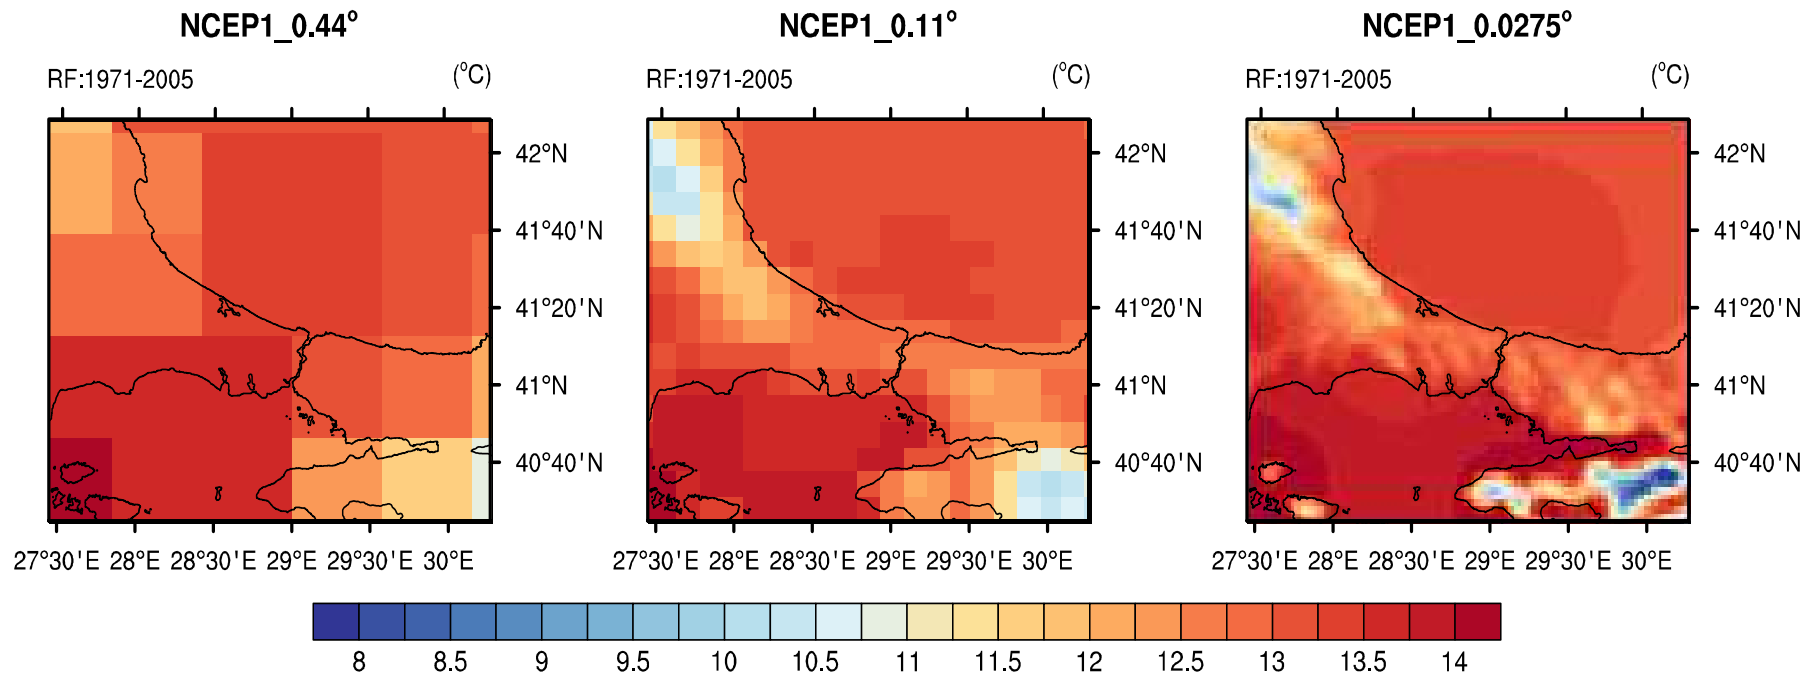 NCEP1_0.44° NCEP1_0.11° NCEP1_0.0275°
RF:1971-2005 (°C) RF:1971-2005 (°C) RF:1971-2005 (°C)
42°N 42°N 42°N
41°40'N 41°40'N 41°40'N
41°20'N 41°20'N 41°20'N
41°N 41°N 41°N
40°40'N 40°40'N 40°40'N
27°30'E 28°E 28°30'E 29°E 29°30'E 30°E 27°30'E 28°E 28°30'E 29°E 29°30'E 30°E 27°30'E 28°E 28°30'E 29°E 29°30'E 30°E
8 8.5 9 9.5 10 10.5 11 11.5 12 12.5 13 13.5 14